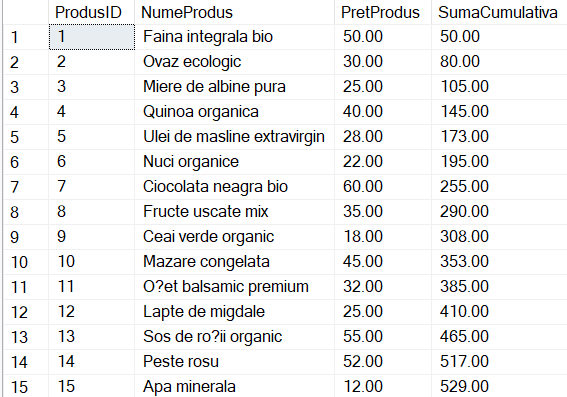 ProdusID NumeProdus PretProdus SumaCumulativa
1 1 Faina integrala bio 50.00 50.00
2 2 Ovaz ecologic 30.00 80.00
3 3 Miere de albine pura 25.00 105.00
4 4 Quinoa organica 40.00 145.00
5 5 Ulei de masline extravirgin 28.00 173.00
6 6 Nuci organice 22.00 195.00
7 7 Ciocolata neagra bio 60.00 255.00
8 8 Fructe uscate mix 35.00 290.00
9 9 Ceai verde organic 18.00 308.00
10 10 Mazare congelata 45.00 353.00
11 11 O?et balsamic premium 32.00 385.00
12 12 Lapte de migdale 25.00 410.00
13 13 Sos de ro?ii organic 55.00 465.00
14 14 Peste rosu 52.00 517.00
15 15 Apa minerala 12.00 529.00